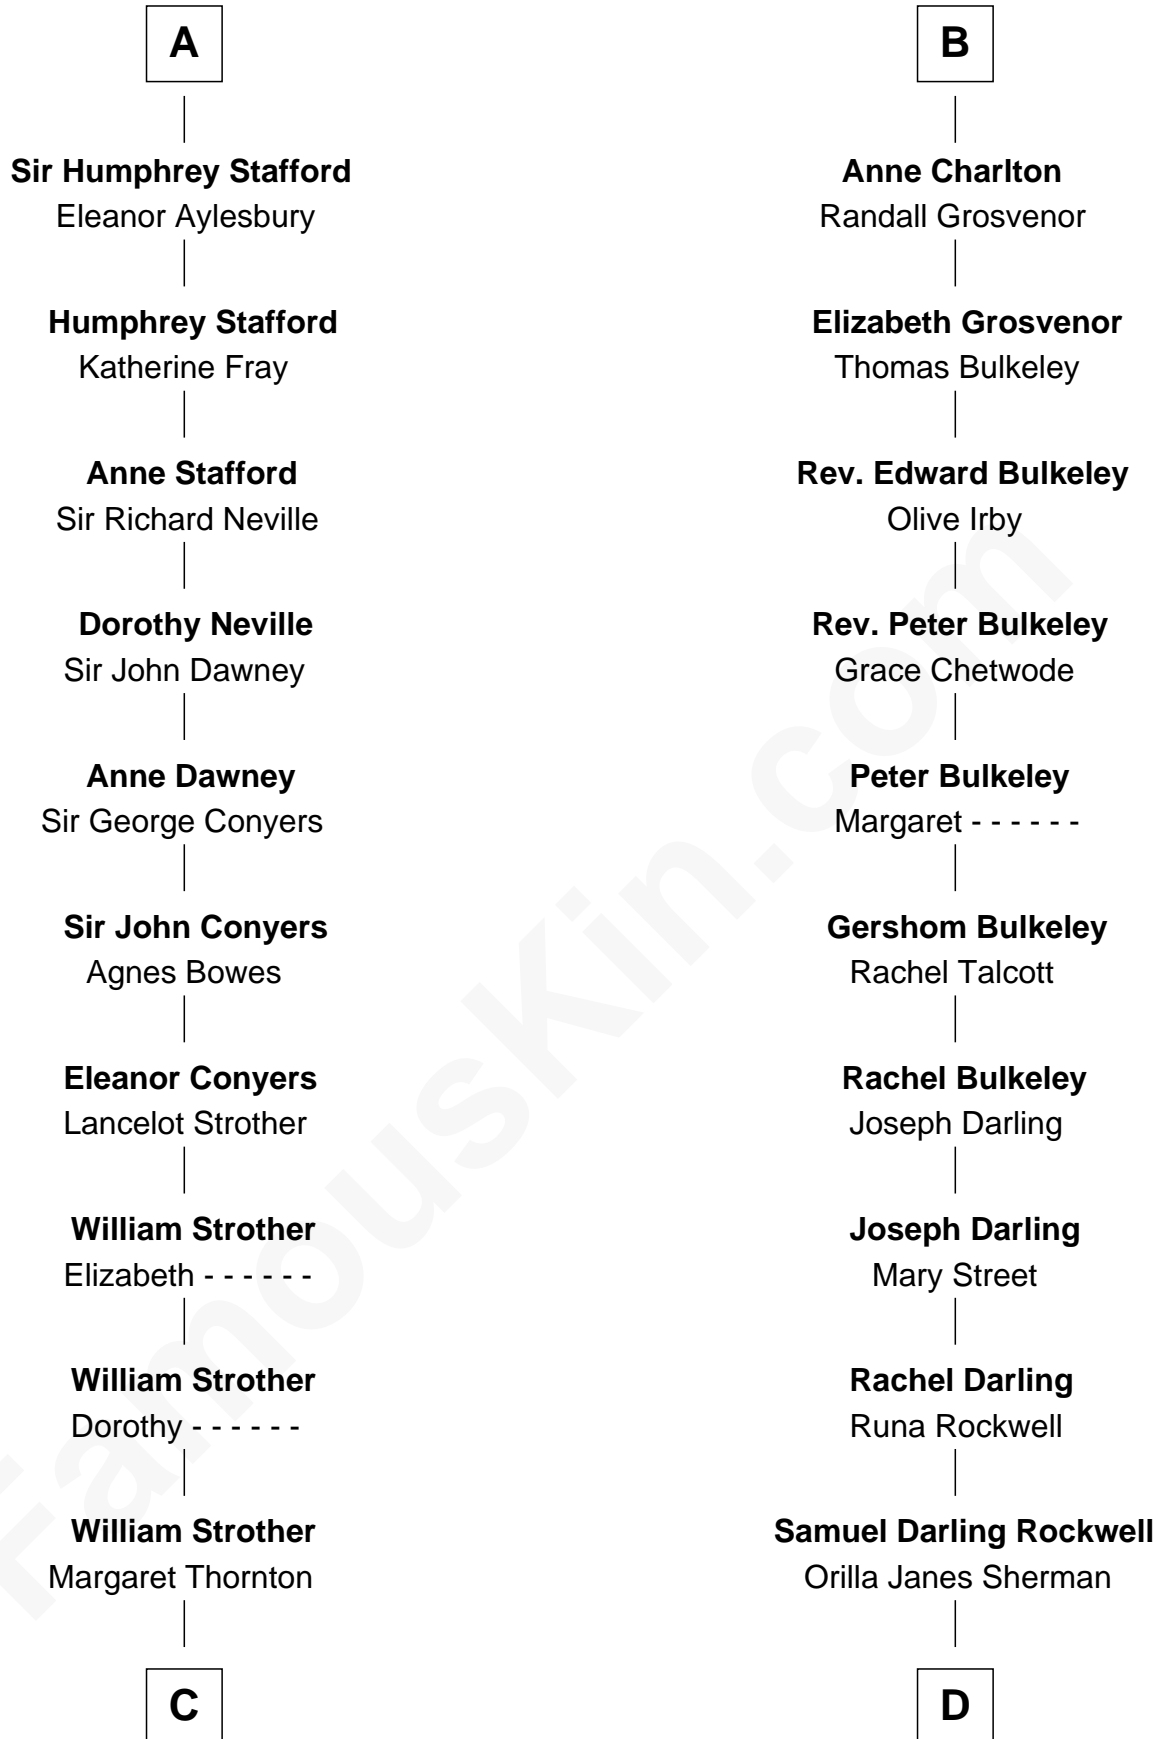 A
Sir Humphrey Stafford
Eleanor Aylesbury
Humphrey Stafford
Katherine Fray
Anne Stafford
Sir Richard Neville
Dorothy Neville
Sir John Dawney
Anne Dawney
Sir George Conyers
Sir John Conyers
Agnes Bowes
Eleanor Conyers
Lancelot Strother
William Strother
Elizabeth - - - - - -
William Strother
Dorothy - - - - - -
William Strother
Margaret Thornton
C
B
Anne Charlton
Randall Grosvenor
Elizabeth Grosvenor
Thomas Bulkeley
Rev. Edward Bulkeley
Olive Irby
Rev. Peter Bulkeley
Grace Chetwode
Peter Bulkeley
Margaret - - - - - -
Gershom Bulkeley
Rachel Talcott
Rachel Bulkeley
Joseph Darling
Joseph Darling
Mary Street
Rachel Darling
Runa Rockwell
Samuel Darling Rockwell
Orilla Janes Sherman
D
FamousKin.com